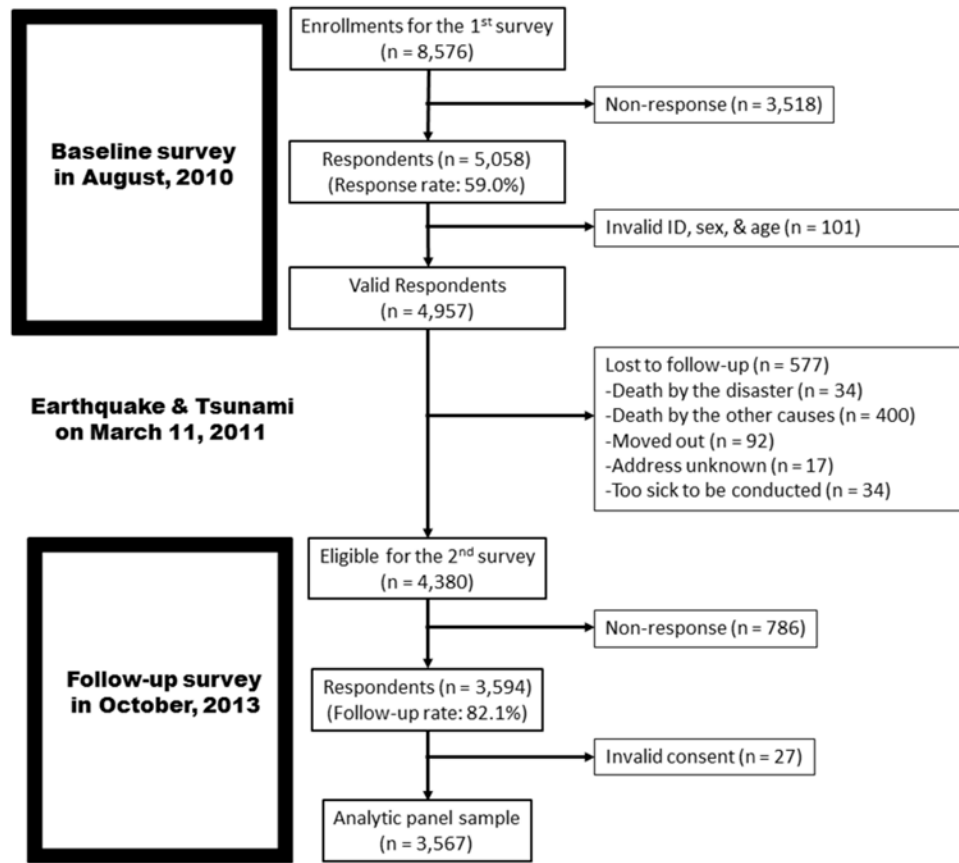 Enrollments for the 1st survey
(n = 8,576)
Non-response (n = 3,518)
Baseline survey
in August, 2010
Respondents (n = 5,058)
(Response rate: 59.0%)
Invalid ID, sex, & age (n = 101)
Valid Respondents
(n = 4,957)
Earthquake & Tsunami
on March 11, 2011
Lost to follow-up (n = 577)
-Death by the disaster (n = 34)
-Death by the other causes (n = 400)
-Moved out (n = 92)
-Address unknown (n = 17)
-Too sick to be conducted (n = 34)
Eligible for the 2nd survey
(n = 4,380)
Non-response (n = 786)
Follow-up survey
in October, 2013
Respondents (n = 3,594)
(Follow-up rate: 82.1%)
Invalid consent (n = 27)
Analytic panel sample
(n = 3,567)